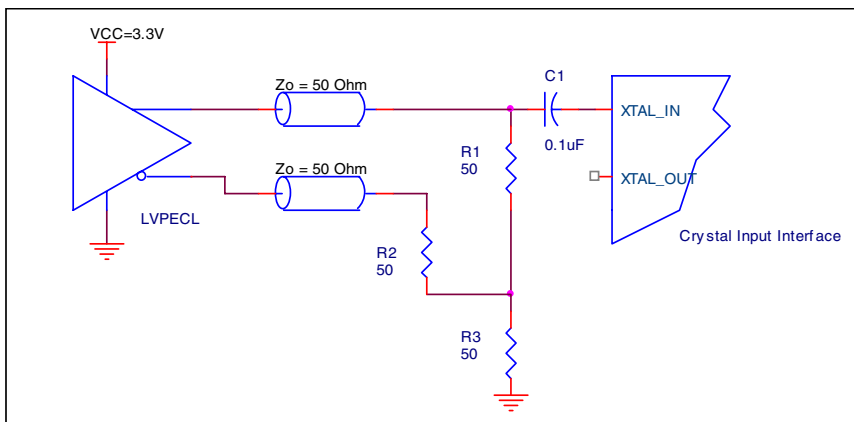 VCC=3.3V
Zo = 50 Ohm
C1
0.1uF
XTAL_IN
R1
50
Zo = 50 Ohm
XTAL_OUT
LVPECL
Crystal Input Interface
R2
50
R3
50